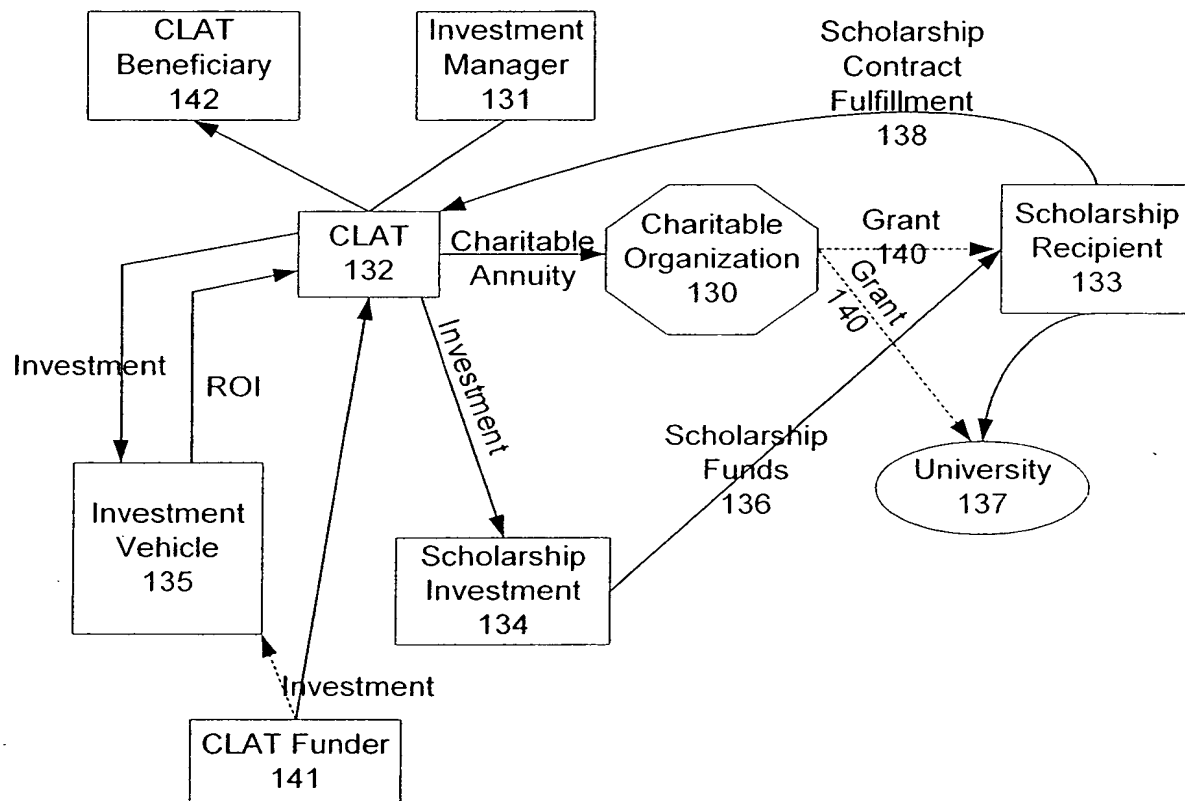 CLAT
Beneficiary
142
Investment
Manager
131
Scholarship
Contract
Fulfillment
138
CLAT
132
Charitable
Annuity
Charitable
Organization
130
Grant
140
Grant
140
Scholarship
Recipient
133
Investment
ROI
Investment
Scholarship
Funds
136
University
137
Investment
Vehicle
135
Scholarship
Investment
134
Investment
CLAT Funder
141